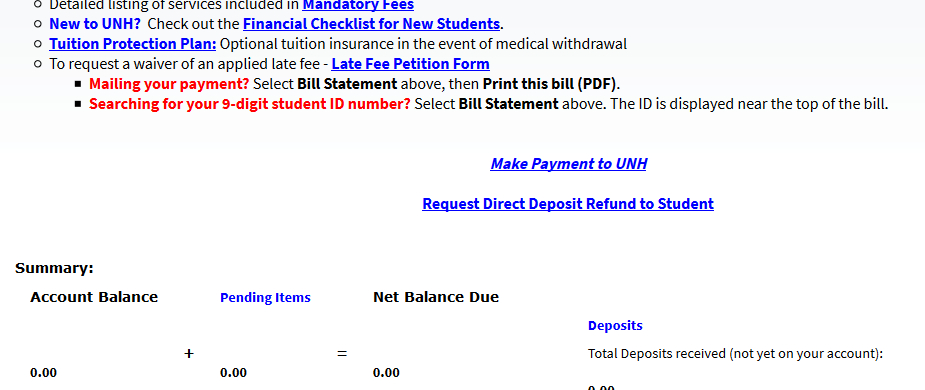 Detailed listing of services included in Mandatory Fees
New to UNH? Check out the Financial Checklist for New Students.
Tuition Protection Plan: Optional tuition insurance in the event of medical withdrawal
To request a waiver of an applied late fee - Late Fee Petition Form
Mailing your payment? Select Bill Statement above, then Print this bill (PDF).
Searching for your 9-digit student ID number? Select Bill Statement above. The ID is displayed near the top of the bill.
Make Payment to UNH
Request Direct Deposit Refund to Student
Summary:
Account Balance Pending Items Net Balance Due
Deposits
+ = Total Deposits received (not yet on your account):
0.00 0.00 0.00
0.00